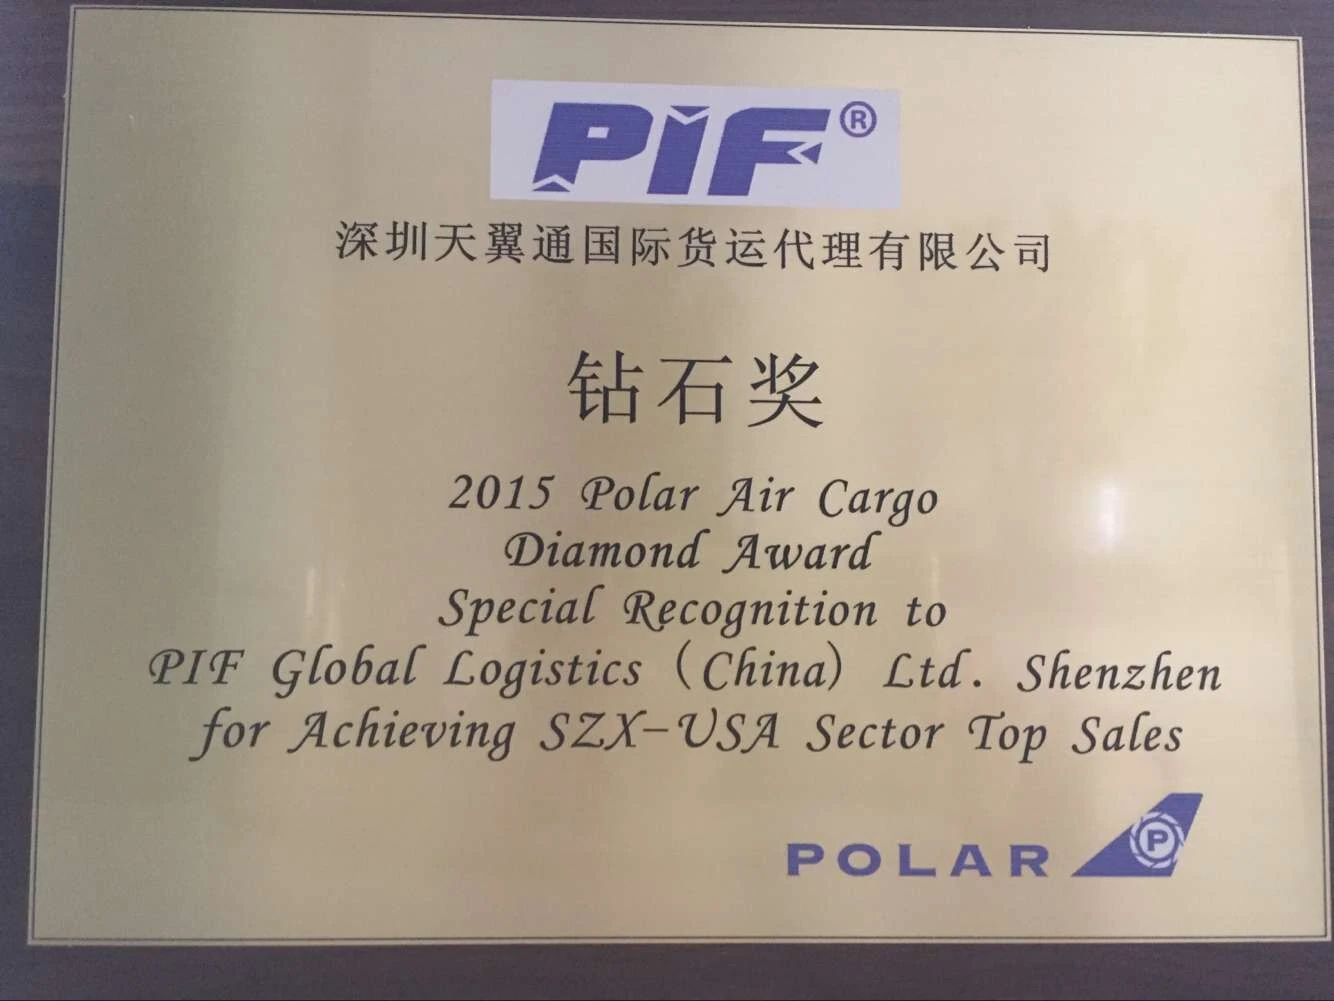 PIF®
深圳天翼通国际货运代理有限公司
钻石奖
2015 Polar Air Cargo
Diamond Award
Special Recognition to
PIF Global Logistics (China) Ltd. Shenzhen
for Achieving SZX-USA Sector Top Sales
POLAR P